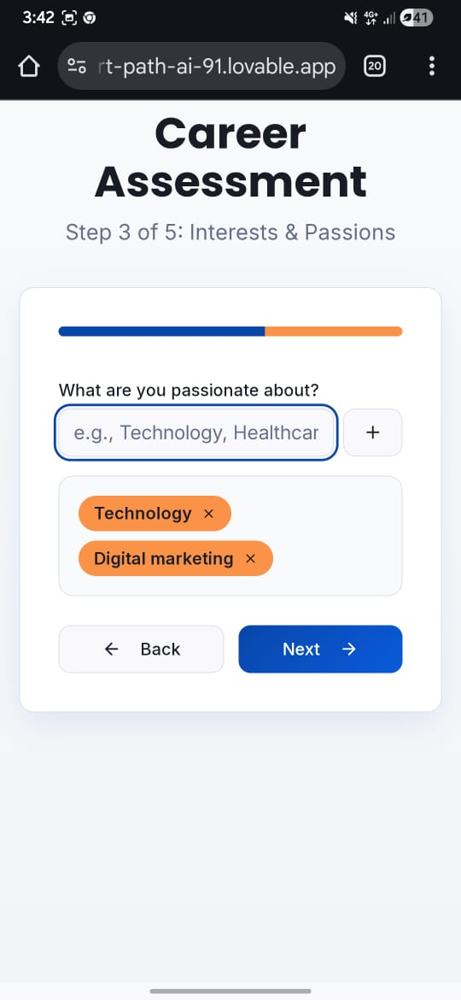 3:42
4G+
41
rt-path-ai-91.lovable.app
20
Career
Assessment
Step 3 of 5: Interests & Passions
What are you passionate about?
e.g., Technology, Healthcar
+
Technology ×
Digital marketing ×
← Back
Next →